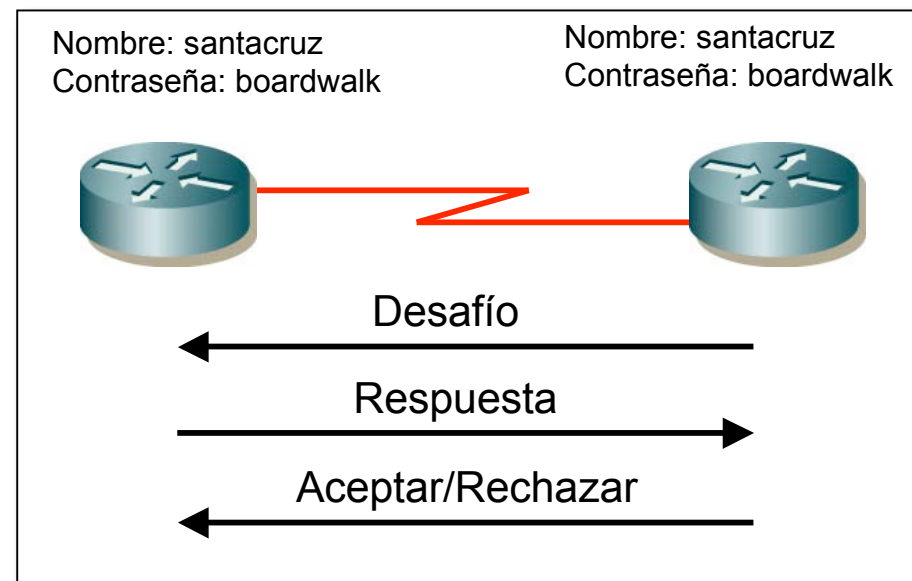 Nombre: santacruz
Contraseña: boardwalk
Nombre: santacruz
Contraseña: boardwalk
Desafío
Respuesta
Aceptar/Rechazar